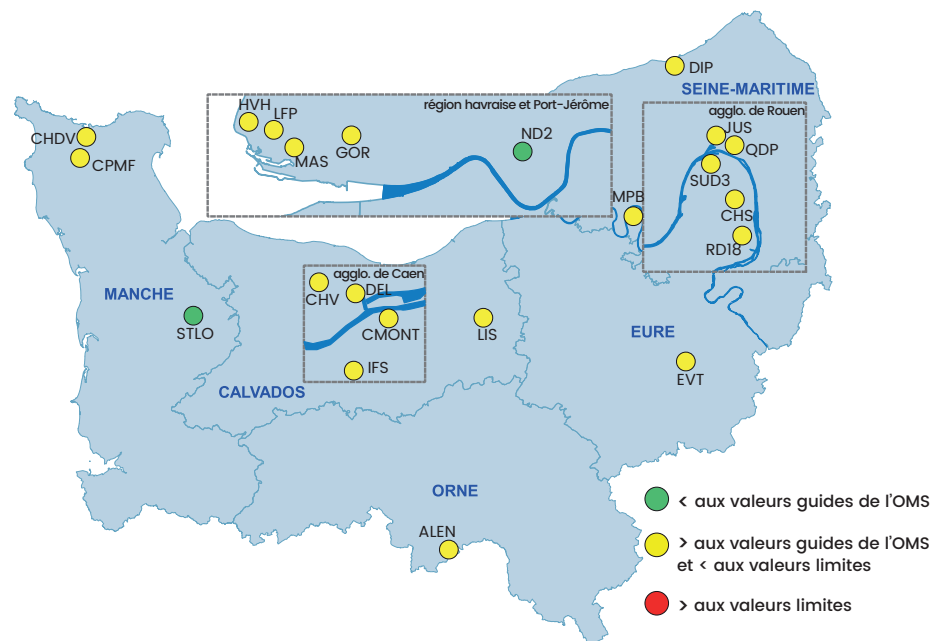 DIP
SEINE-MARITIME
région havraise et Port-Jérôme
agglo. de Rouen
HVH
LFP
MAS
GOR
ND2
JUS
QDP
SUD3
CHS
RD18
MPB
CHDV
CPMF
MANCHE
STLO
agglo. de Caen
CHV
DEL
CMONT
IFS
LIS
CALVADOS
EURE
EVT
ORNE
ALEN
< aux valeurs guides de l'OMS
> aux valeurs guides de l'OMS
et < aux valeurs limites
> aux valeurs limites